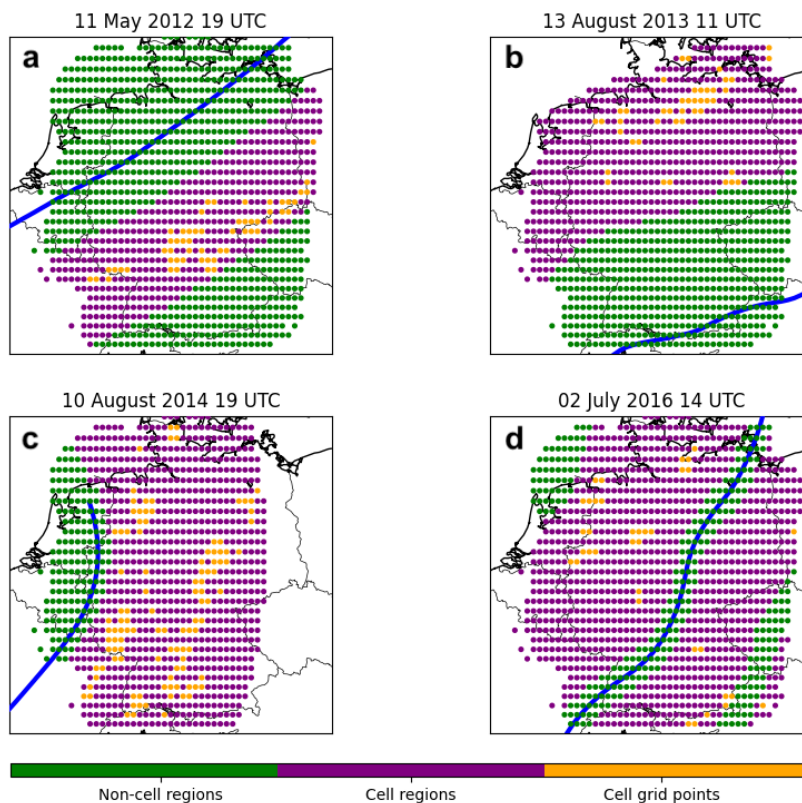 11 May 2012 19 UTC
13 August 2013 11 UTC
a
b
10 August 2014 19 UTC
02 July 2016 14 UTC
c
d
Non-cell regions
Cell regions
Cell grid points